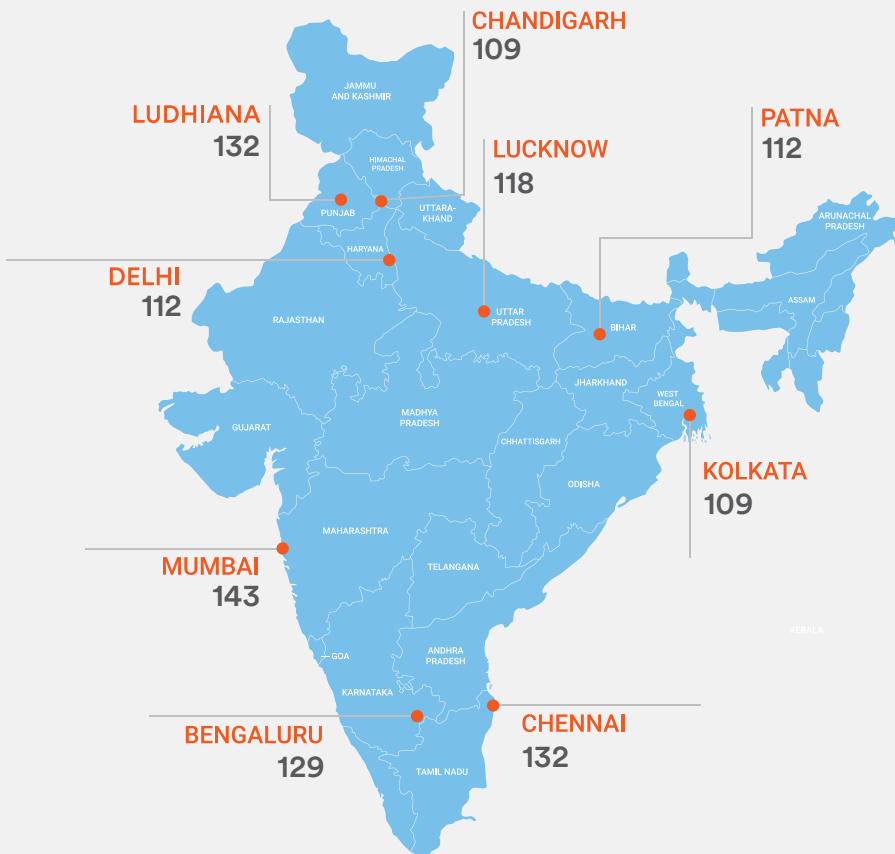 CHANDIGARH
109
JAMMU
AND KASHMIR
LUDHIANA
132
PATNA
112
LUCKNOW
118
HIMACHAL
PRADESH
PUNJAB
UTTARA-
KHAND
ARUNACHAL
PRADESH
HARYANA
DELHI
112
ASSAM
RAJASTHAN
UTTAR
PRADESH
BIHAR
JHARKHAND
WEST
BENGAL
GUJARAT
MADHYA
PRADESH
CHHATTISGARH
KOLKATA
109
ODISHA
MAHARASHTRA
MUMBAI
143
TELANGANA
KERALA
GOA
ANDHRA
PRADESH
KARNATAKA
BENGALURU
129
CHENNAI
132
TAMIL NADU